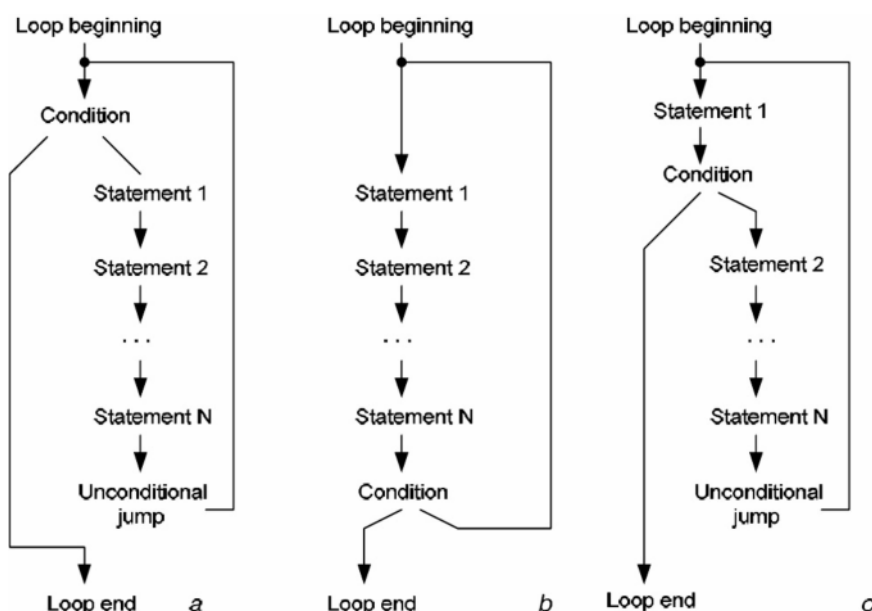 Loop beginning
Condition
Statement 1
Statement 2
...
Statement N
Unconditional
jump
Loop end
a
Loop beginning
Statement 1
Statement 2
...
Statement N
Condition
Loop end
b
Loop beginning
Statement 1
Condition
Statement 2
...
Statement N
Unconditional
jump
Loop end
c